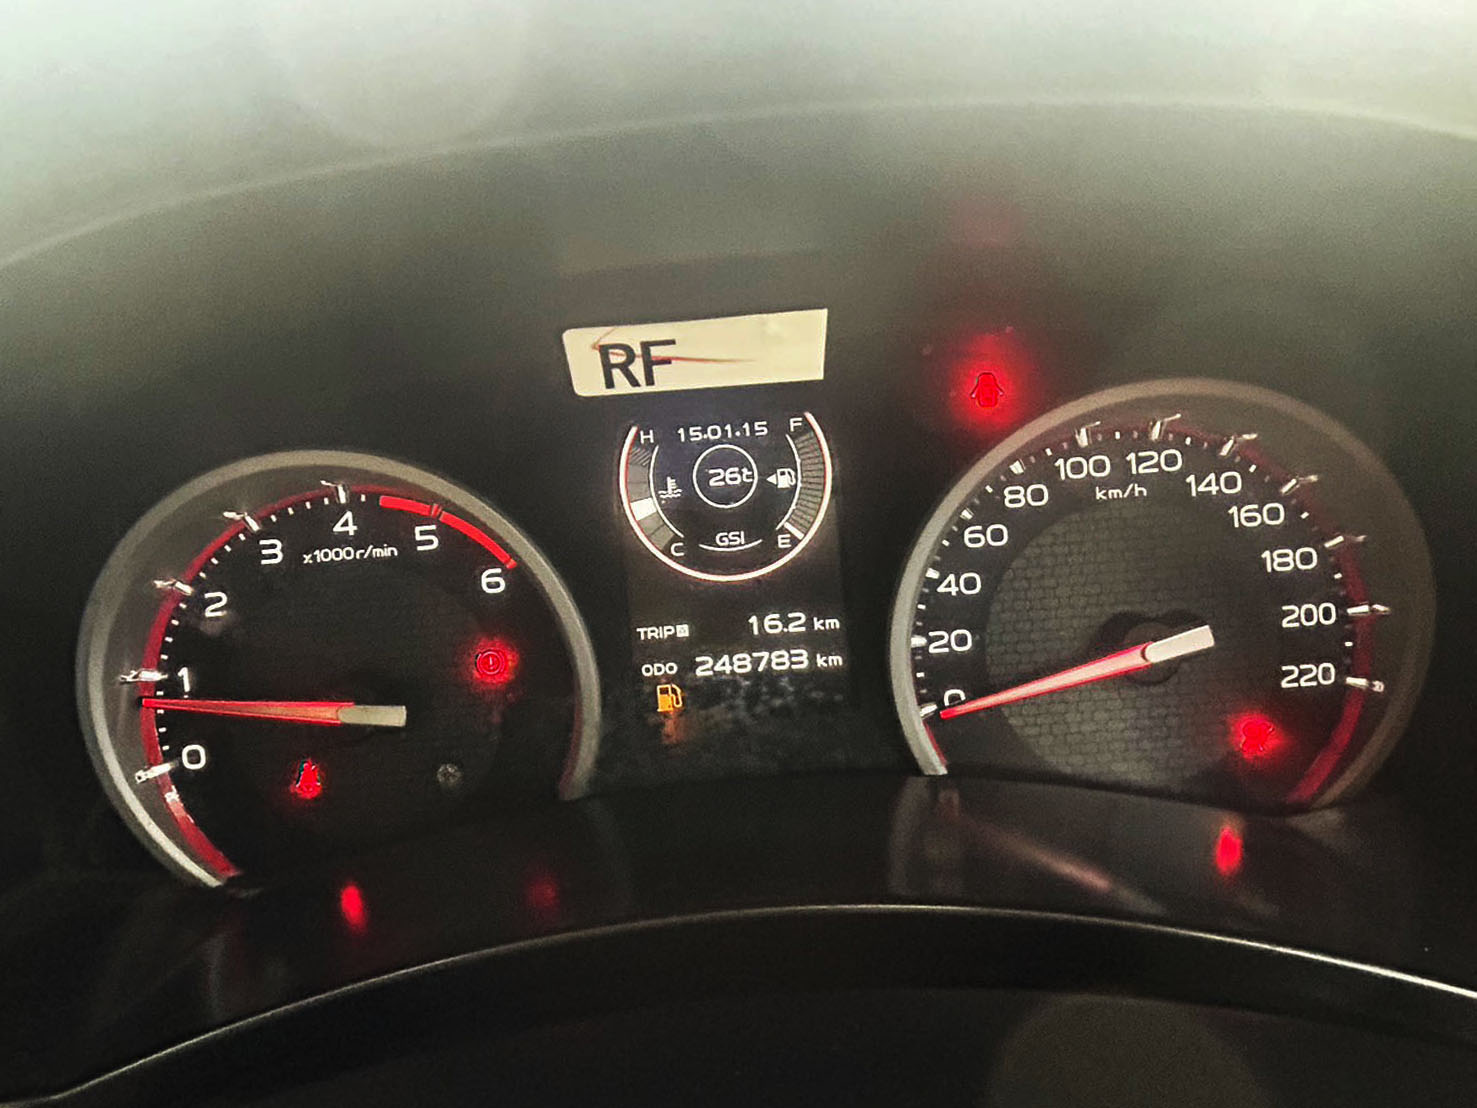 RF
H 15.01.15 F
26t
C GSI E
TRIP 16.2 km
ODO 248783 km
0 1 2 3 4 5 6
x1000r/min
0 20 40 60 80 100 120 140 160 180 200 220
km/h